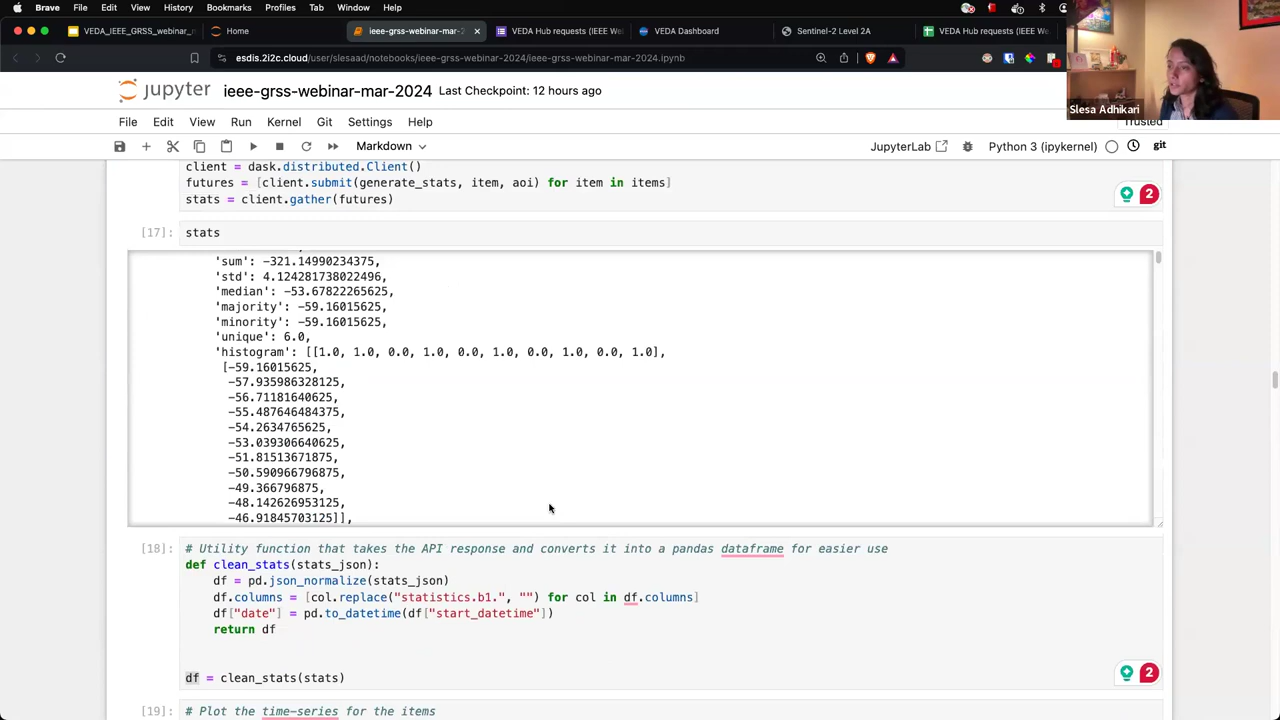 Brave File Edit View History Bookmarks Profiles Tab Window Help
VEDA_IEEE_GRSS_webinar_m Home ieee-grss-webinar-mar-2 VEDA Hub requests (IEEE We VEDA Dashboard Sentinel-2 Level 2A VEDA Hub requests (IEEE We
esdis.2i2c.cloud/user/slesaad/notebooks/ieee-grss-webinar-2024/ieee-grss-webinar-mar-2024.ipynb
jupyter ieee-grss-webinar-mar-2024 Last Checkpoint: 12 hours ago
Slesa Adhikari
File Edit View Run Kernel Git Settings Help
Trusted
Markdown JupyterLab Python 3 (ipykernel) git
client = dask.distributed.Client()
futures = [client.submit(generate_stats, item, aoi) for item in items]
stats = client.gather(futures)
2
[17]: stats
'sum': -321.14990234375,
'std': 4.124281738022496,
'median': -53.67822265625,
'majority': -59.16015625,
'minority': -59.16015625,
'unique': 6.0,
'histogram': [[1.0, 1.0, 0.0, 1.0, 0.0, 1.0, 0.0, 1.0, 0.0, 1.0],
[-59.16015625,
-57.935986328125,
-56.71181640625,
-55.487646484375,
-54.2634765625,
-53.039306640625,
-51.81513671875,
-50.590966796875,
-49.366796875,
-48.142626953125,
-46.91845703125]],
[18]: # Utility function that takes the API response and converts it into a pandas dataframe for easier use
def clean_stats(stats_json):
df = pd.json_normalize(stats_json)
df.columns = [col.replace("statistics.b1.", "") for col in df.columns]
df["date"] = pd.to_datetime(df["start_datetime"])
return df
df = clean_stats(stats)
2
[19]: # Plot the time-series for the items